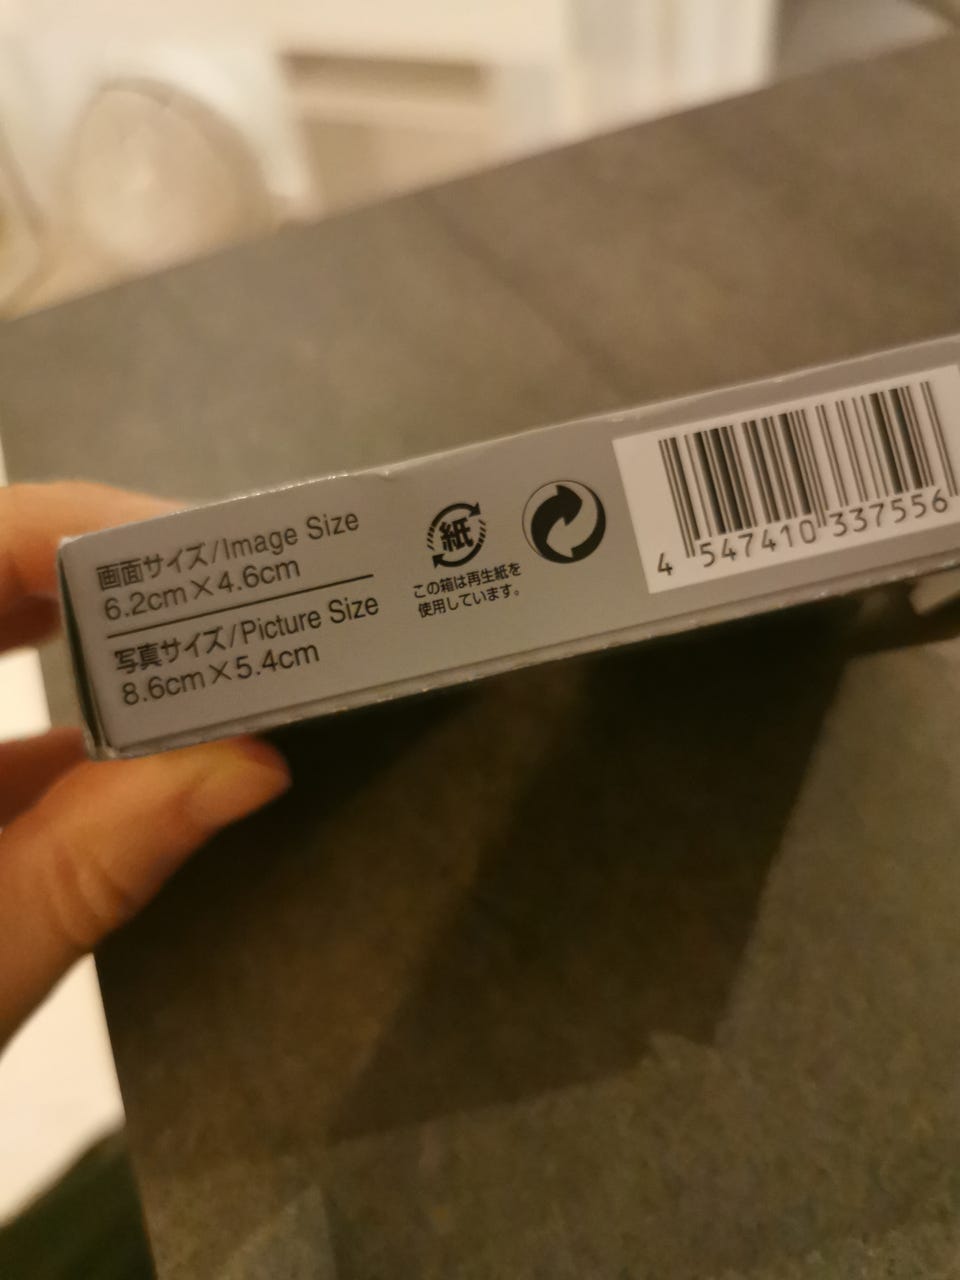 画面サイズ/Image Size
6.2cm×4.6cm
写真サイズ/Picture Size
8.6cm×5.4cm
紙
この箱は再生紙を
使用しています。
4 547410 337556